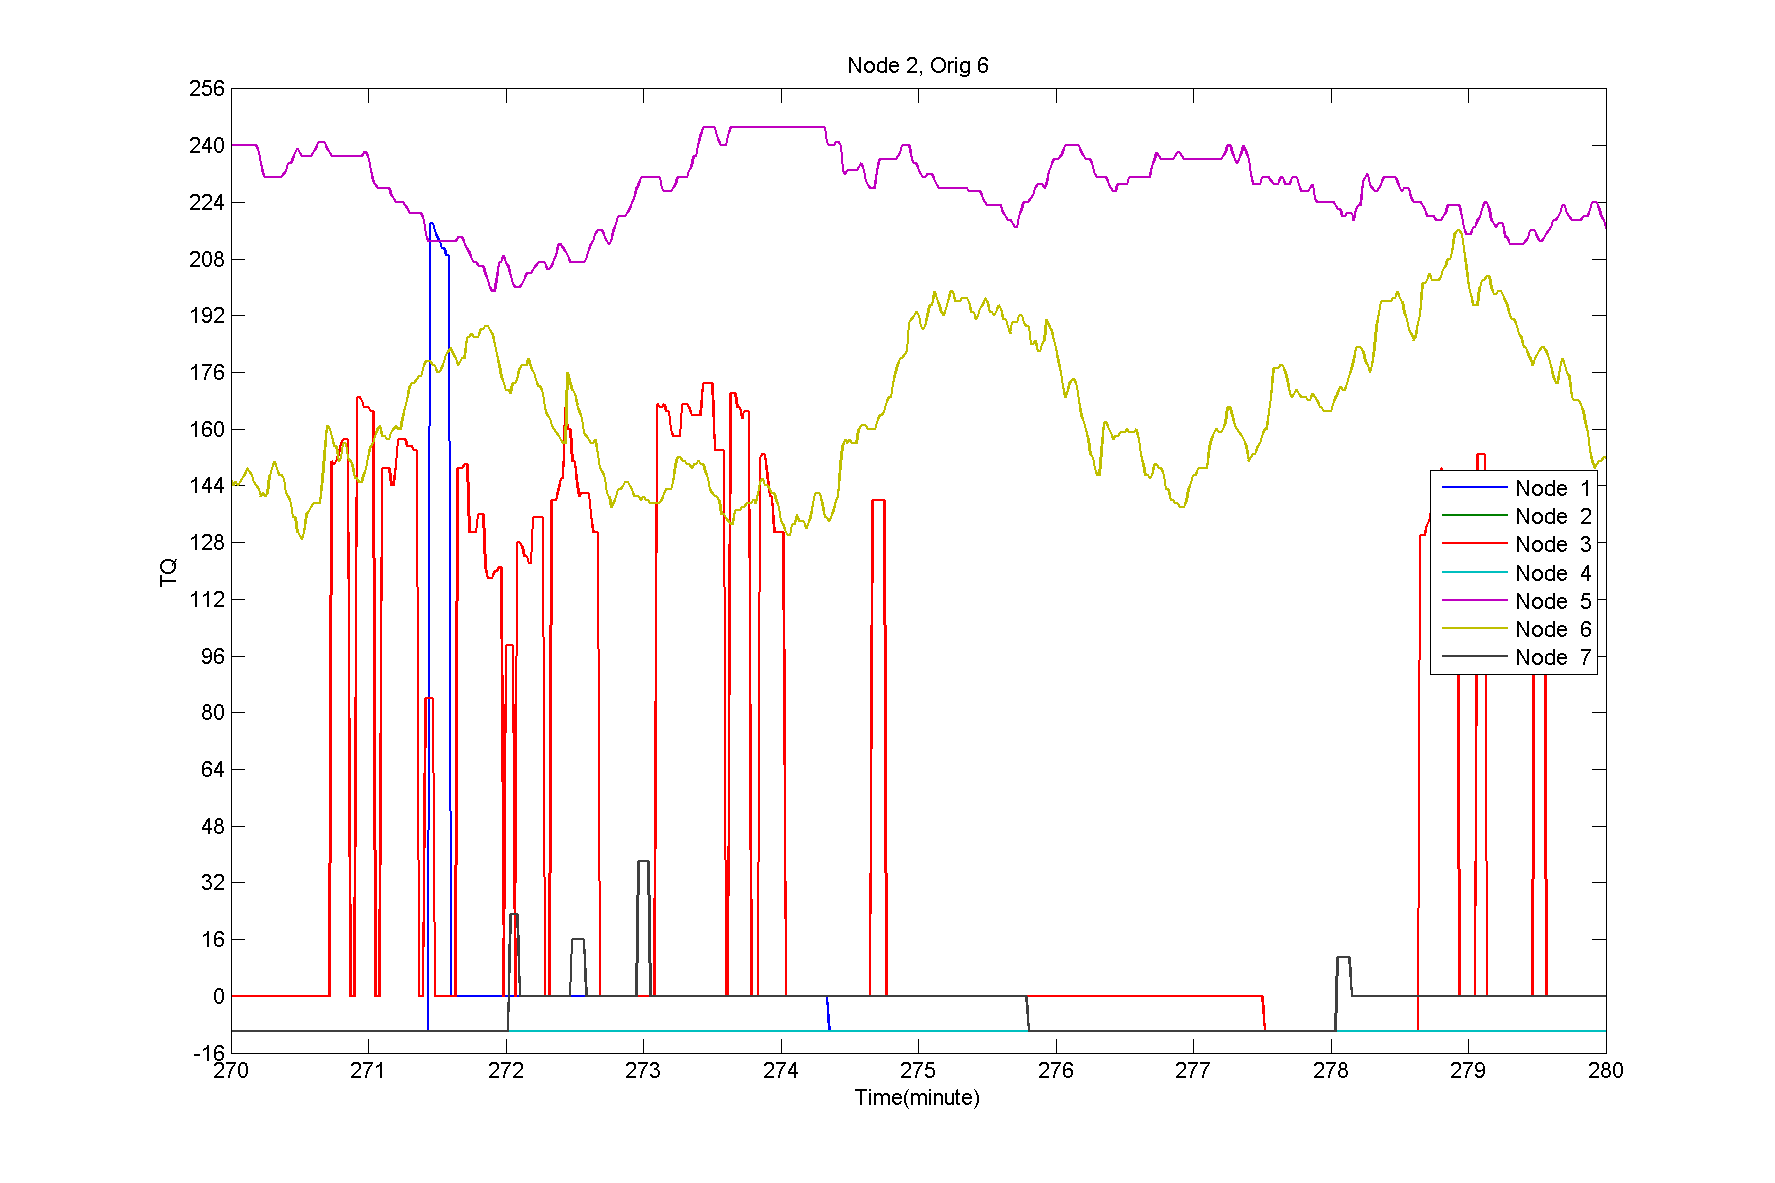 Node 2, Orig 6
256
240
224
208
192
176
160
144
128
112
96
80
64
48
32
16
0
-16
TQ
Node 1
Node 2
Node 3
Node 4
Node 5
Node 6
Node 7
270 271 272 273 274 275 276 277 278 279 280
Time(minute)